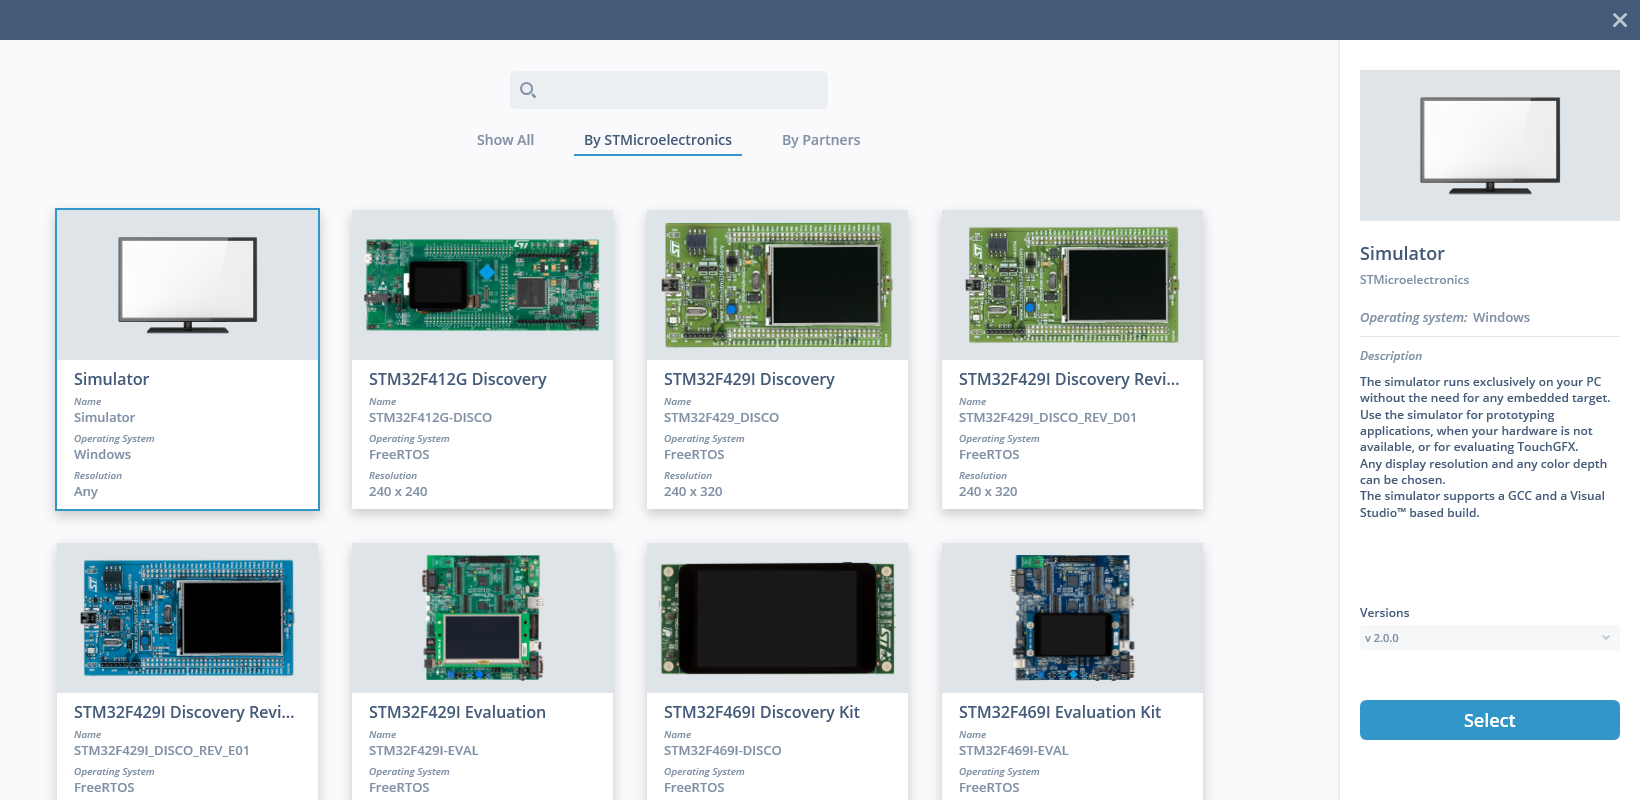 Show All
By STMicroelectronics
By Partners
Simulator
Name
Simulator
Operating System
Windows
Resolution
Any
STM32F412G Discovery
Name
STM32F412G-DISCO
Operating System
FreeRTOS
Resolution
240 x 240
STM32F429I Discovery
Name
STM32F429_DISCO
Operating System
FreeRTOS
Resolution
240 x 320
STM32F429I Discovery Revi...
Name
STM32F429I_DISCO_REV_D01
Operating System
FreeRTOS
Resolution
240 x 320
STM32F429I Discovery Revi...
Name
STM32F429I_DISCO_REV_E01
Operating System
FreeRTOS
STM32F429I Evaluation
Name
STM32F429I-EVAL
Operating System
FreeRTOS
STM32F469I Discovery Kit
Name
STM32F469I-DISCO
Operating System
FreeRTOS
STM32F469I Evaluation Kit
Name
STM32F469I-EVAL
Operating System
FreeRTOS
Simulator
STMicroelectronics
Operating system: Windows
Description
The simulator runs exclusively on your PC
without the need for any embedded target.
Use the simulator for prototyping
applications, when your hardware is not
available, or for evaluating TouchGFX.
Any display resolution and any color depth
can be chosen.
The simulator supports a GCC and a Visual
Studio™ based build.
Versions
v 2.0.0
Select